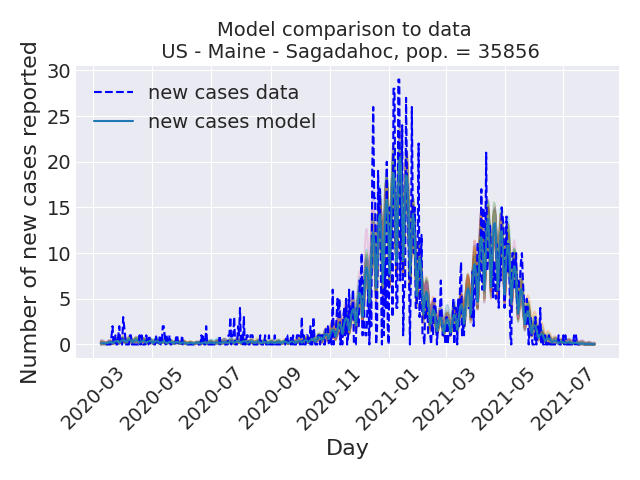 Model comparison to data
US - Maine - Sagadahoc, pop. = 35856
Number of new cases reported
30
25
20
15
10
5
0
new cases data
new cases model
2020-03
2020-05
2020-07
2020-09
2020-11
2021-01
2021-03
2021-05
2021-07
Day